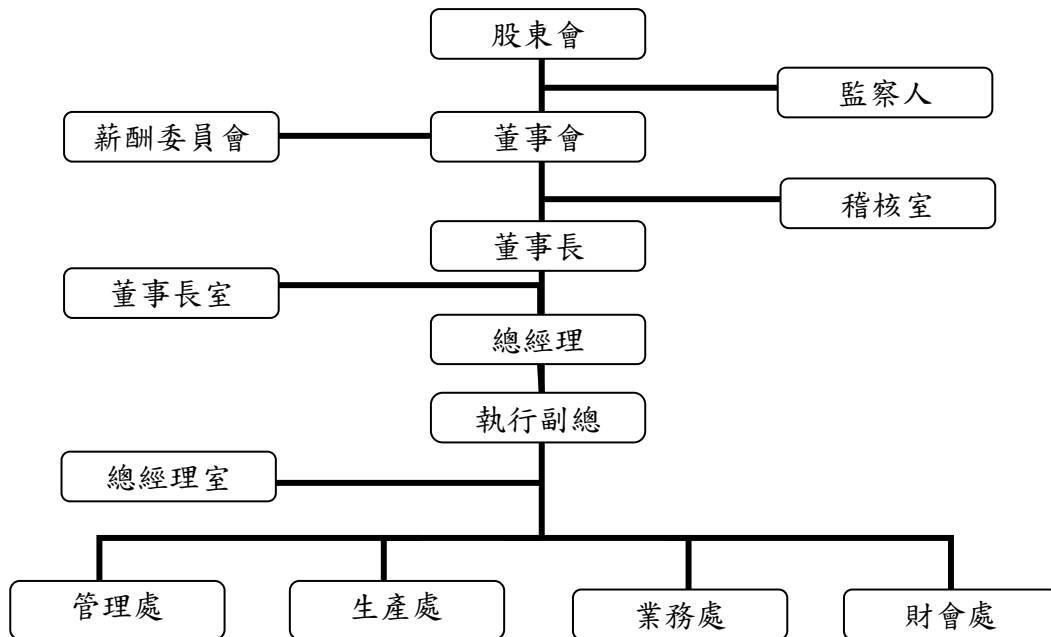 股東會
監察人
薪酬委員會
董事會
稽核室
董事長
董事長室
總經理
執行副總
總經理室
管理處
生產處
業務處
財會處